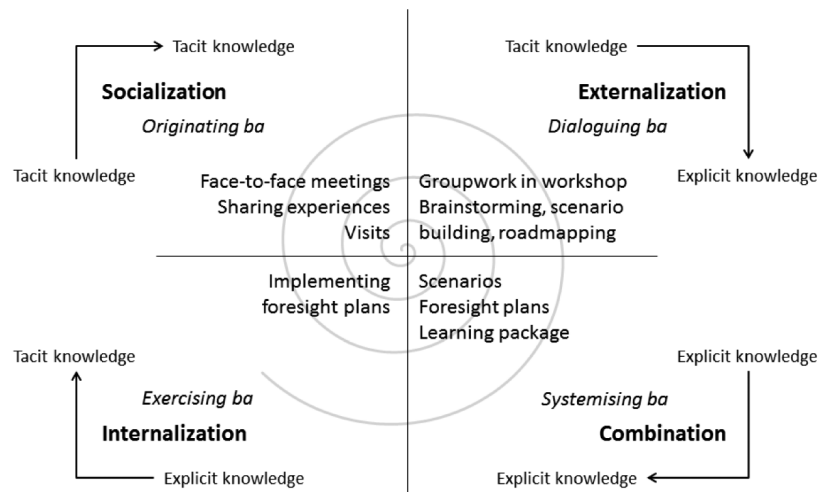 Tacit knowledge
Socialization
Originating ba
Tacit knowledge
Face-to-face meetings
Sharing experiences
Visits
Tacit knowledge
Externalization
Dialoguing ba
Explicit knowledge
Groupwork in workshop
Brainstorming, scenario
building, roadmapping
Implementing
foresight plans
Tacit knowledge
Exercising ba
Internalization
Explicit knowledge
Scenarios
Foresight plans
Learning package
Explicit knowledge
Systemising ba
Combination
Explicit knowledge